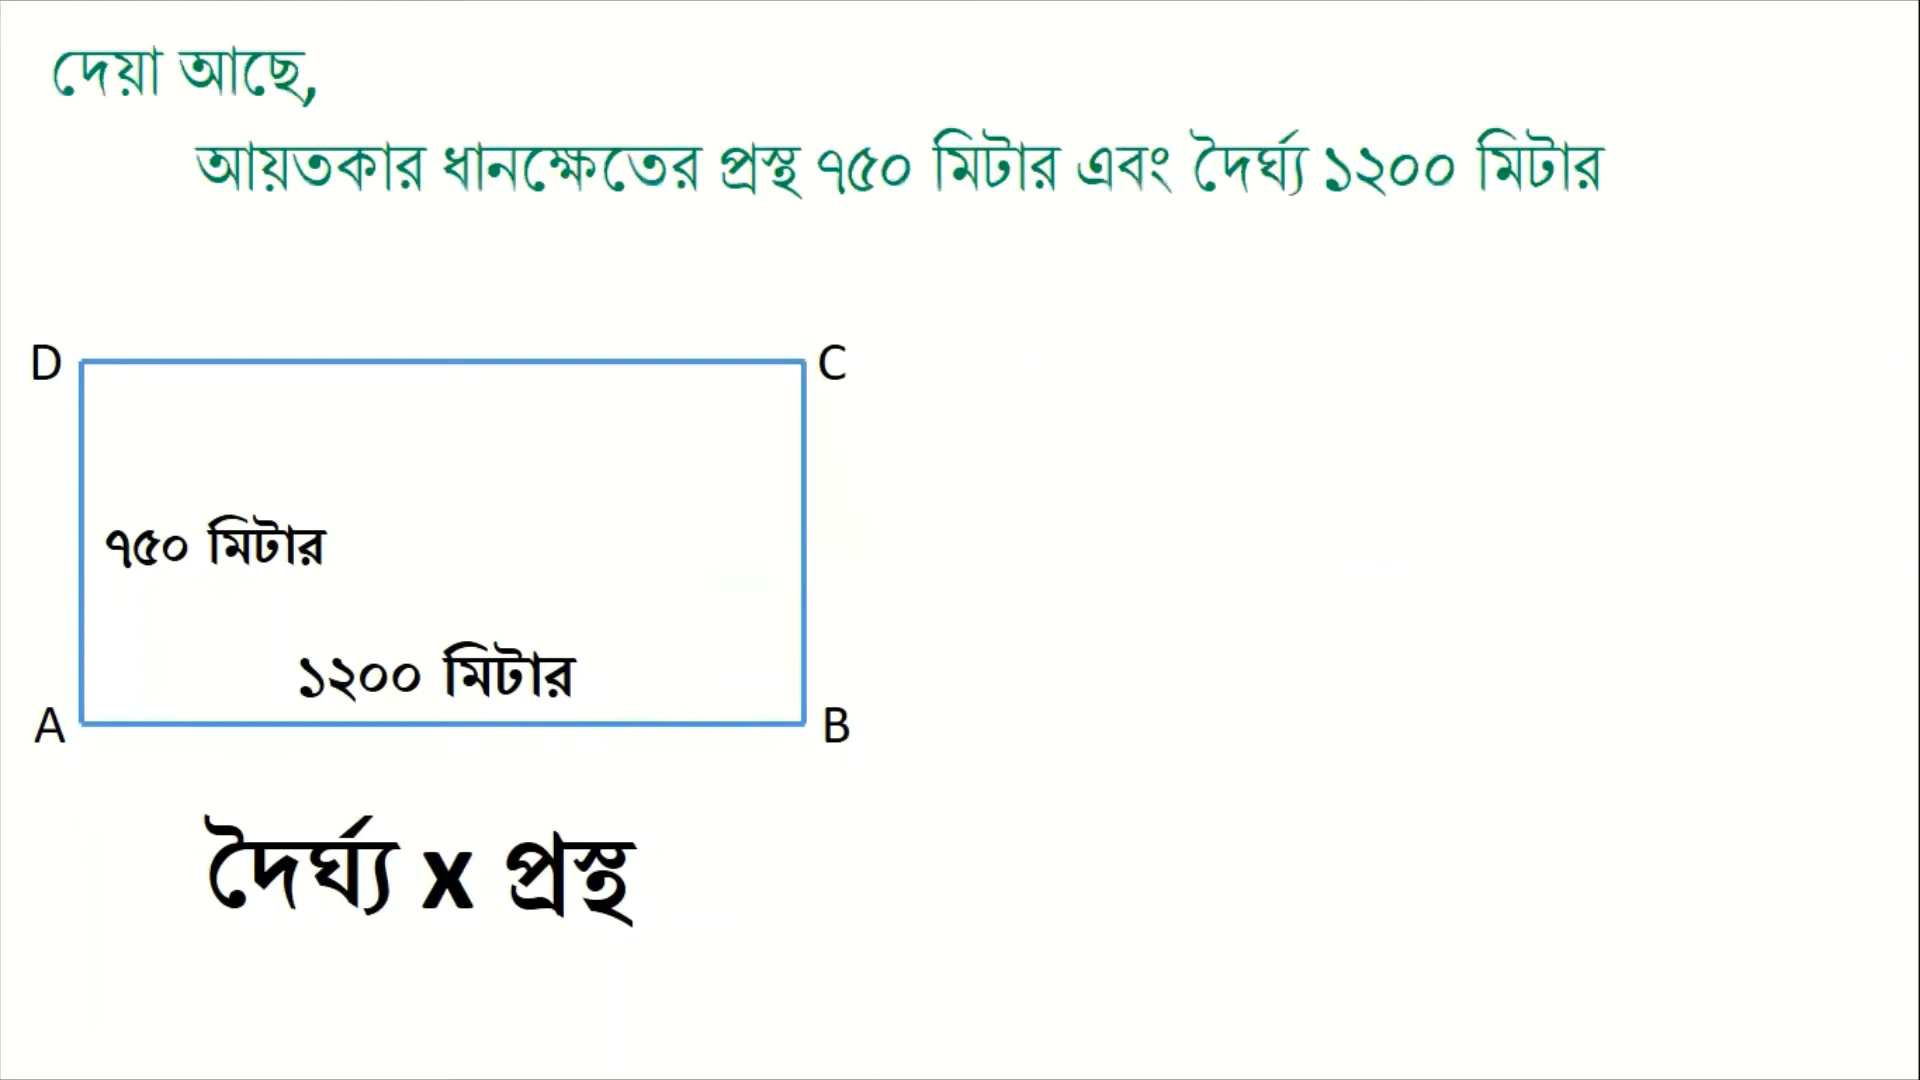 দেয়া আছে,
আয়তকার ধানক্ষেতের প্রস্থ ৭৫০ মিটার এবং দৈর্ঘ্য ১২০০ মিটার
D
C
৭৫০ মিটার
১২০০ মিটার
A
B
দৈর্ঘ্য x প্রস্থ